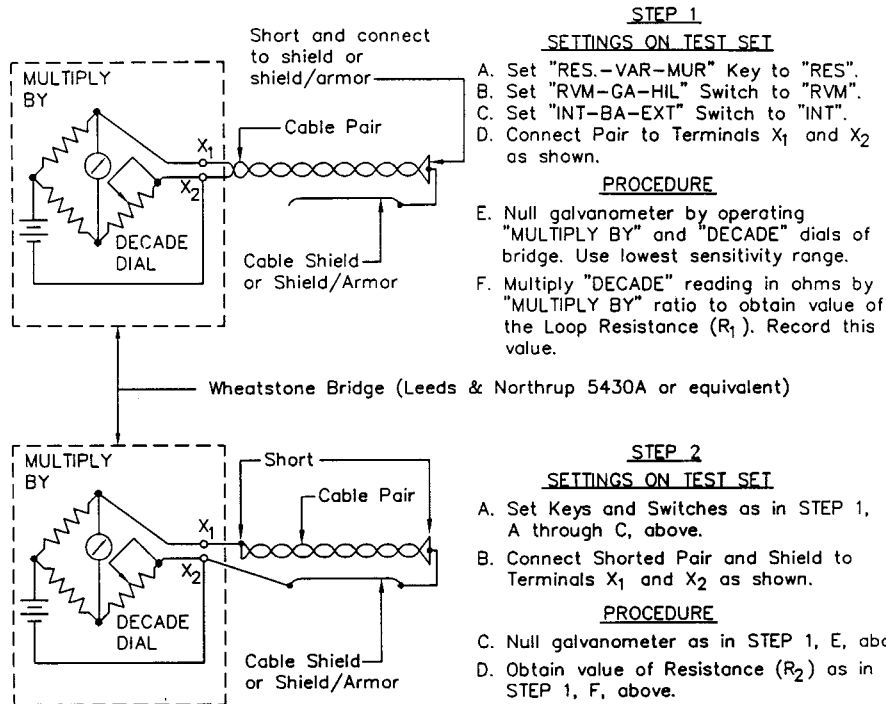 Short and connect
to shield or
shield/armor
MULTIPLY
BY
X1
Cable Pair
X2
DECADE
DIAL
Cable Shield
or Shield/Armor
STEP 1
SETTINGS ON TEST SET
A. Set "RES.-VAR-MUR" Key to "RES".
B. Set "RVM-GA-HIL" Switch to "RVM".
C. Set "INT-BA-EXT" Switch to "INT".
D. Connect Pair to Terminals X1 and X2
as shown.
PROCEDURE
E. Null galvanometer by operating
"MULTIPLY BY" and "DECADE" dials of
bridge. Use lowest sensitivity range.
F. Multiply "DECADE" reading in ohms by
"MULTIPLY BY" ratio to obtain value of
the Loop Resistance (R1). Record this
value.
Wheatstone Bridge (Leeds & Northrup 5430A or equivalent)
MULTIPLY
BY
Short
Cable Pair
X1
X2
DECADE
DIAL
Cable Shield
or Shield/Armor
STEP 2
SETTINGS ON TEST SET
A. Set Keys and Switches as in STEP 1,
A through C, above.
B. Connect Shorted Pair and Shield to
Terminals X1 and X2 as shown.
PROCEDURE
C. Null galvanometer as in STEP 1, E, abo
D. Obtain value of Resistance (R2) as in
STEP 1, F, above.